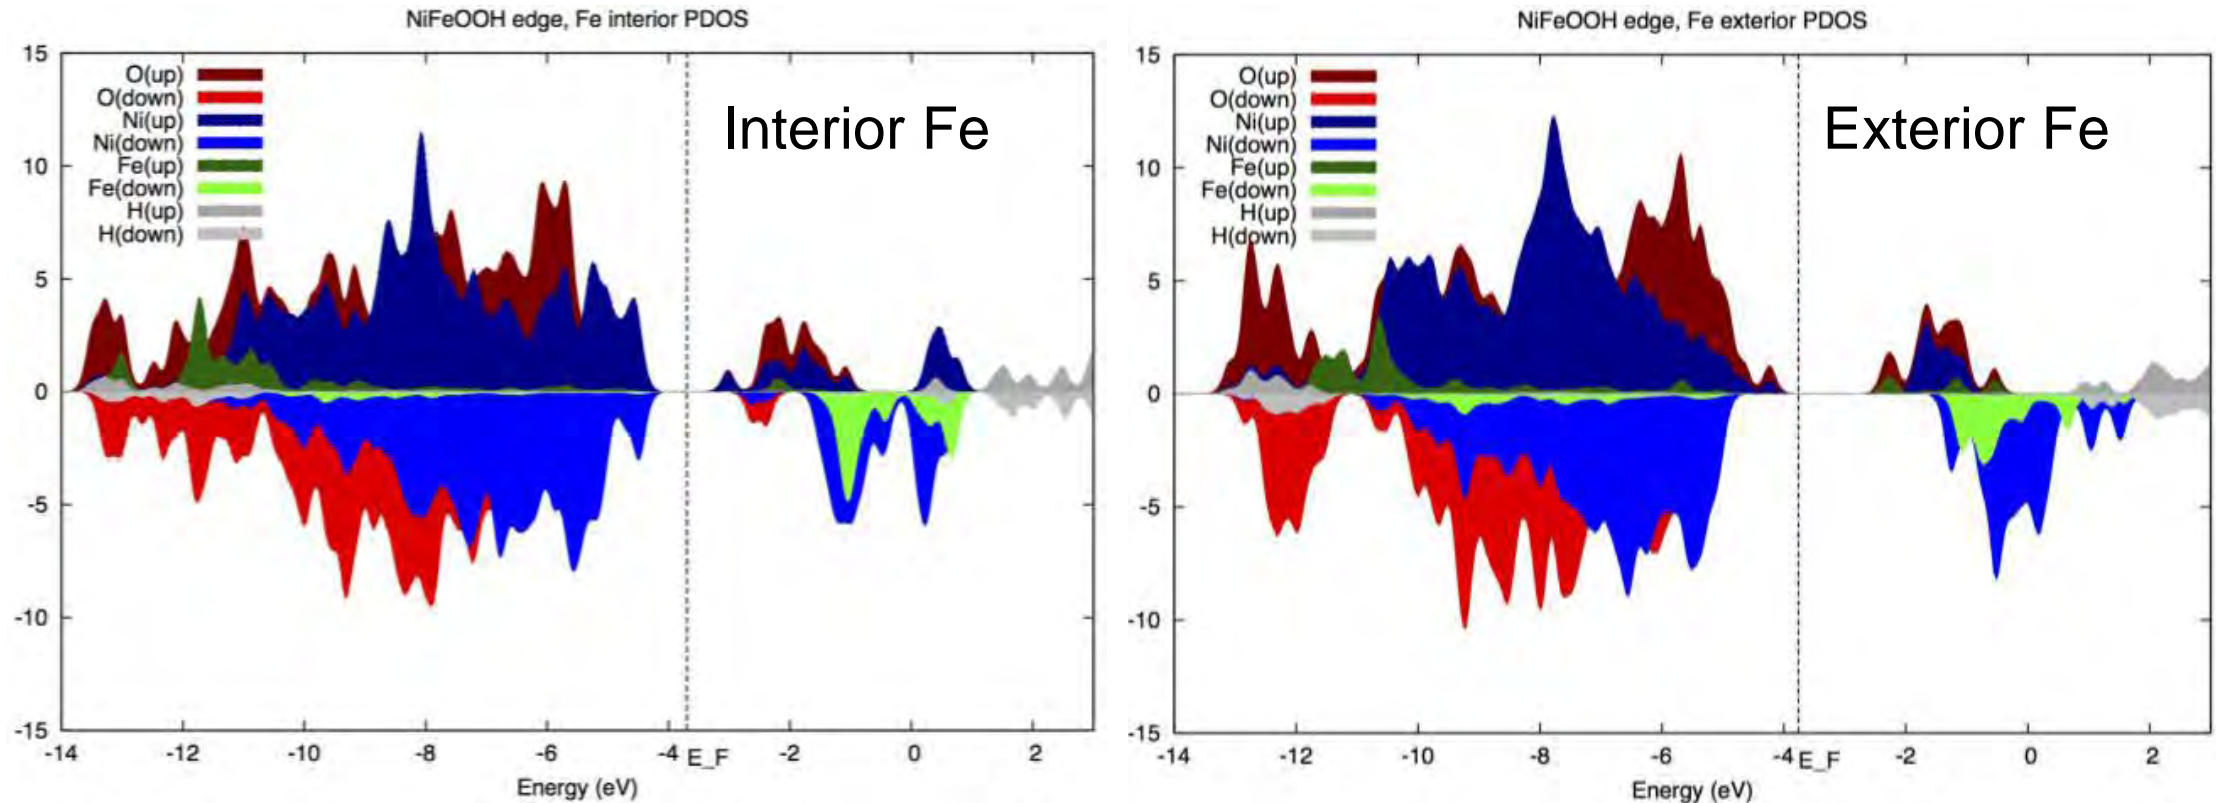 NiFeOOH edge, Fe interior PDOS
15
10
5
0
-5
-10
-15
O(up)
O(down)
Ni(up)
Ni(down)
Fe(up)
Fe(down)
H(up)
H(down)
Interior Fe
-14 -12 -10 -8 -6 -4 E_F -2 0 2
Energy (eV)
NiFeOOH edge, Fe exterior PDOS
15
10
5
0
-5
-10
-15
O(up)
O(down)
Ni(up)
Ni(down)
Fe(up)
Fe(down)
H(up)
H(down)
Exterior Fe
-14 -12 -10 -8 -6 -4 E_F -2 0 2
Energy (eV)